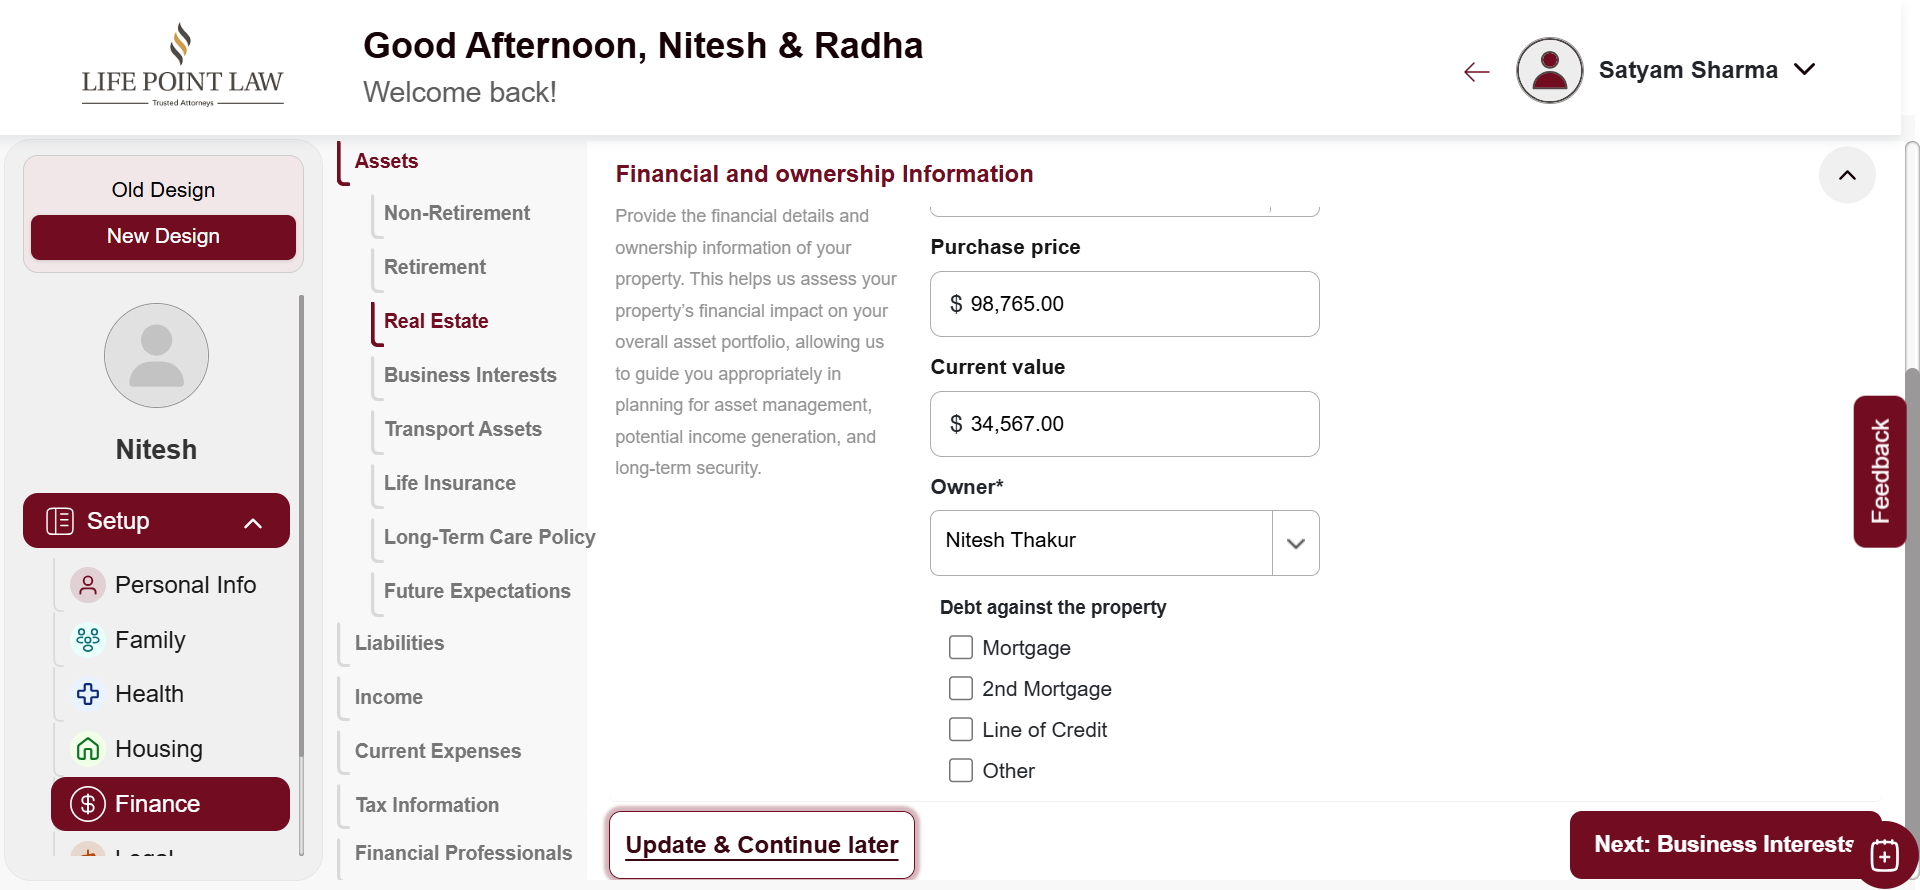 LIFE POINT LAW
Trusted Attorneys
Good Afternoon, Nitesh & Radha
Welcome back!
Satyam Sharma
Old Design
New Design
Nitesh
Setup
Personal Info
Family
Health
Housing
$ Finance
Assets
Non-Retirement
Retirement
Real Estate
Business Interests
Transport Assets
Life Insurance
Long-Term Care Policy
Future Expectations
Liabilities
Income
Current Expenses
Tax Information
Financial Professionals
Financial and ownership Information
Provide the financial details and
ownership information of your
property. This helps us assess your
property's financial impact on your
overall asset portfolio, allowing us
to guide you appropriately in
planning for asset management,
potential income generation, and
long-term security.
Purchase price
$ 98,765.00
Current value
$ 34,567.00
Owner*
Nitesh Thakur
Debt against the property
Mortgage
2nd Mortgage
Line of Credit
Other
Update & Continue later
Next: Business Interests
Feedback